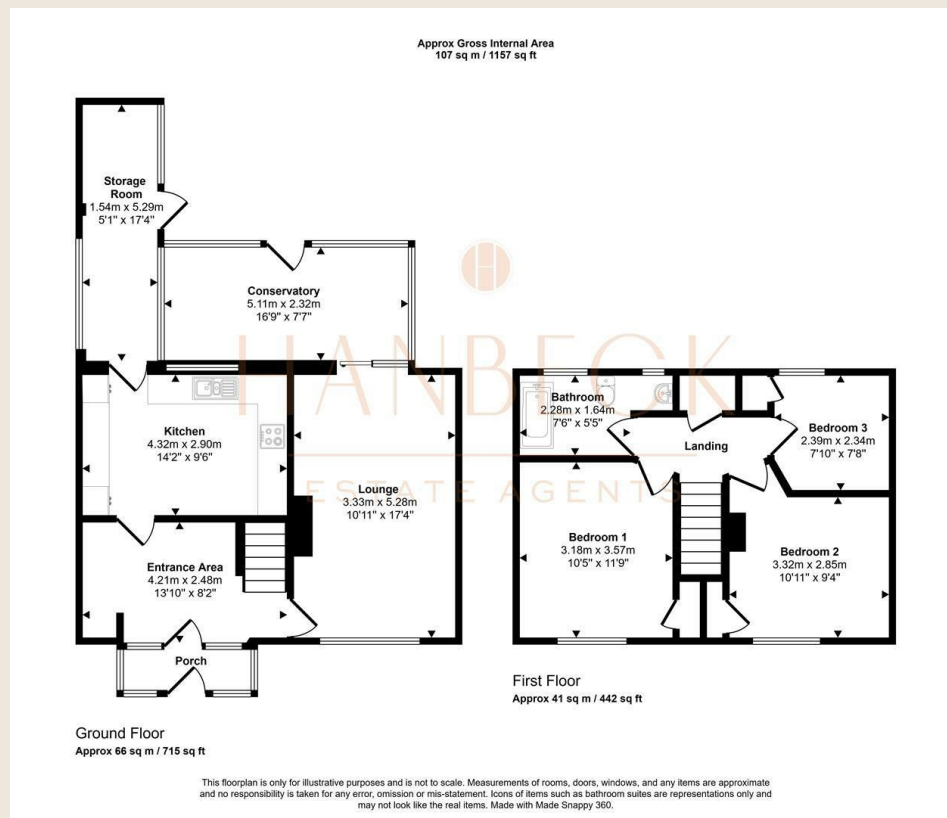 Approx Gross Internal Area
107 sq m / 1157 sq ft
Storage
Room
1.54m x 5.29m
5'1" x 17'4"
Conservatory
5.11m x 2.32m
16'9" x 7'7"
HANBECK
ESTATE AGENTS
Kitchen
4.32m x 2.90m
14'2" x 9'6"
Lounge
3.33m x 5.28m
10'11" x 17'4"
Entrance Area
4.21m x 2.48m
13'10" x 8'2"
Porch
Ground Floor
Approx 66 sq m / 715 sq ft
Bathroom
2.28m x 1.64m
7'6" x 5'5"
Landing
Bedroom 3
2.39m x 2.34m
7'10" x 7'8"
Bedroom 1
3.18m x 3.57m
10'5" x 11'9"
Bedroom 2
3.32m x 2.85m
10'11" x 9'4"
First Floor
Approx 41 sq m / 442 sq ft
This floorplan is only for illustrative purposes and is not to scale. Measurements of rooms, doors, windows, and any items are approximate
and no responsibility is taken for any error, omission or mis-statement. Icons of items such as bathroom suites are representations only and
may not look like the real items. Made with Made Snappy 360.